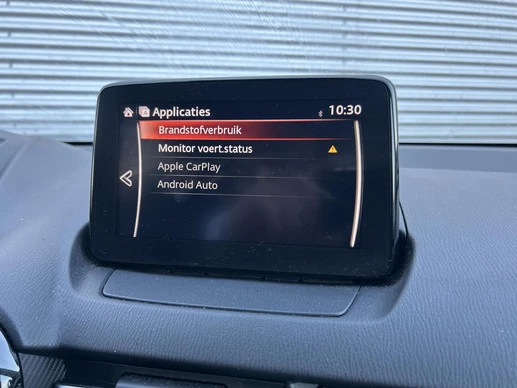 Applicaties 10:30
Brandstofverbruik
Monitor voert.status
Apple CarPlay
Android Auto